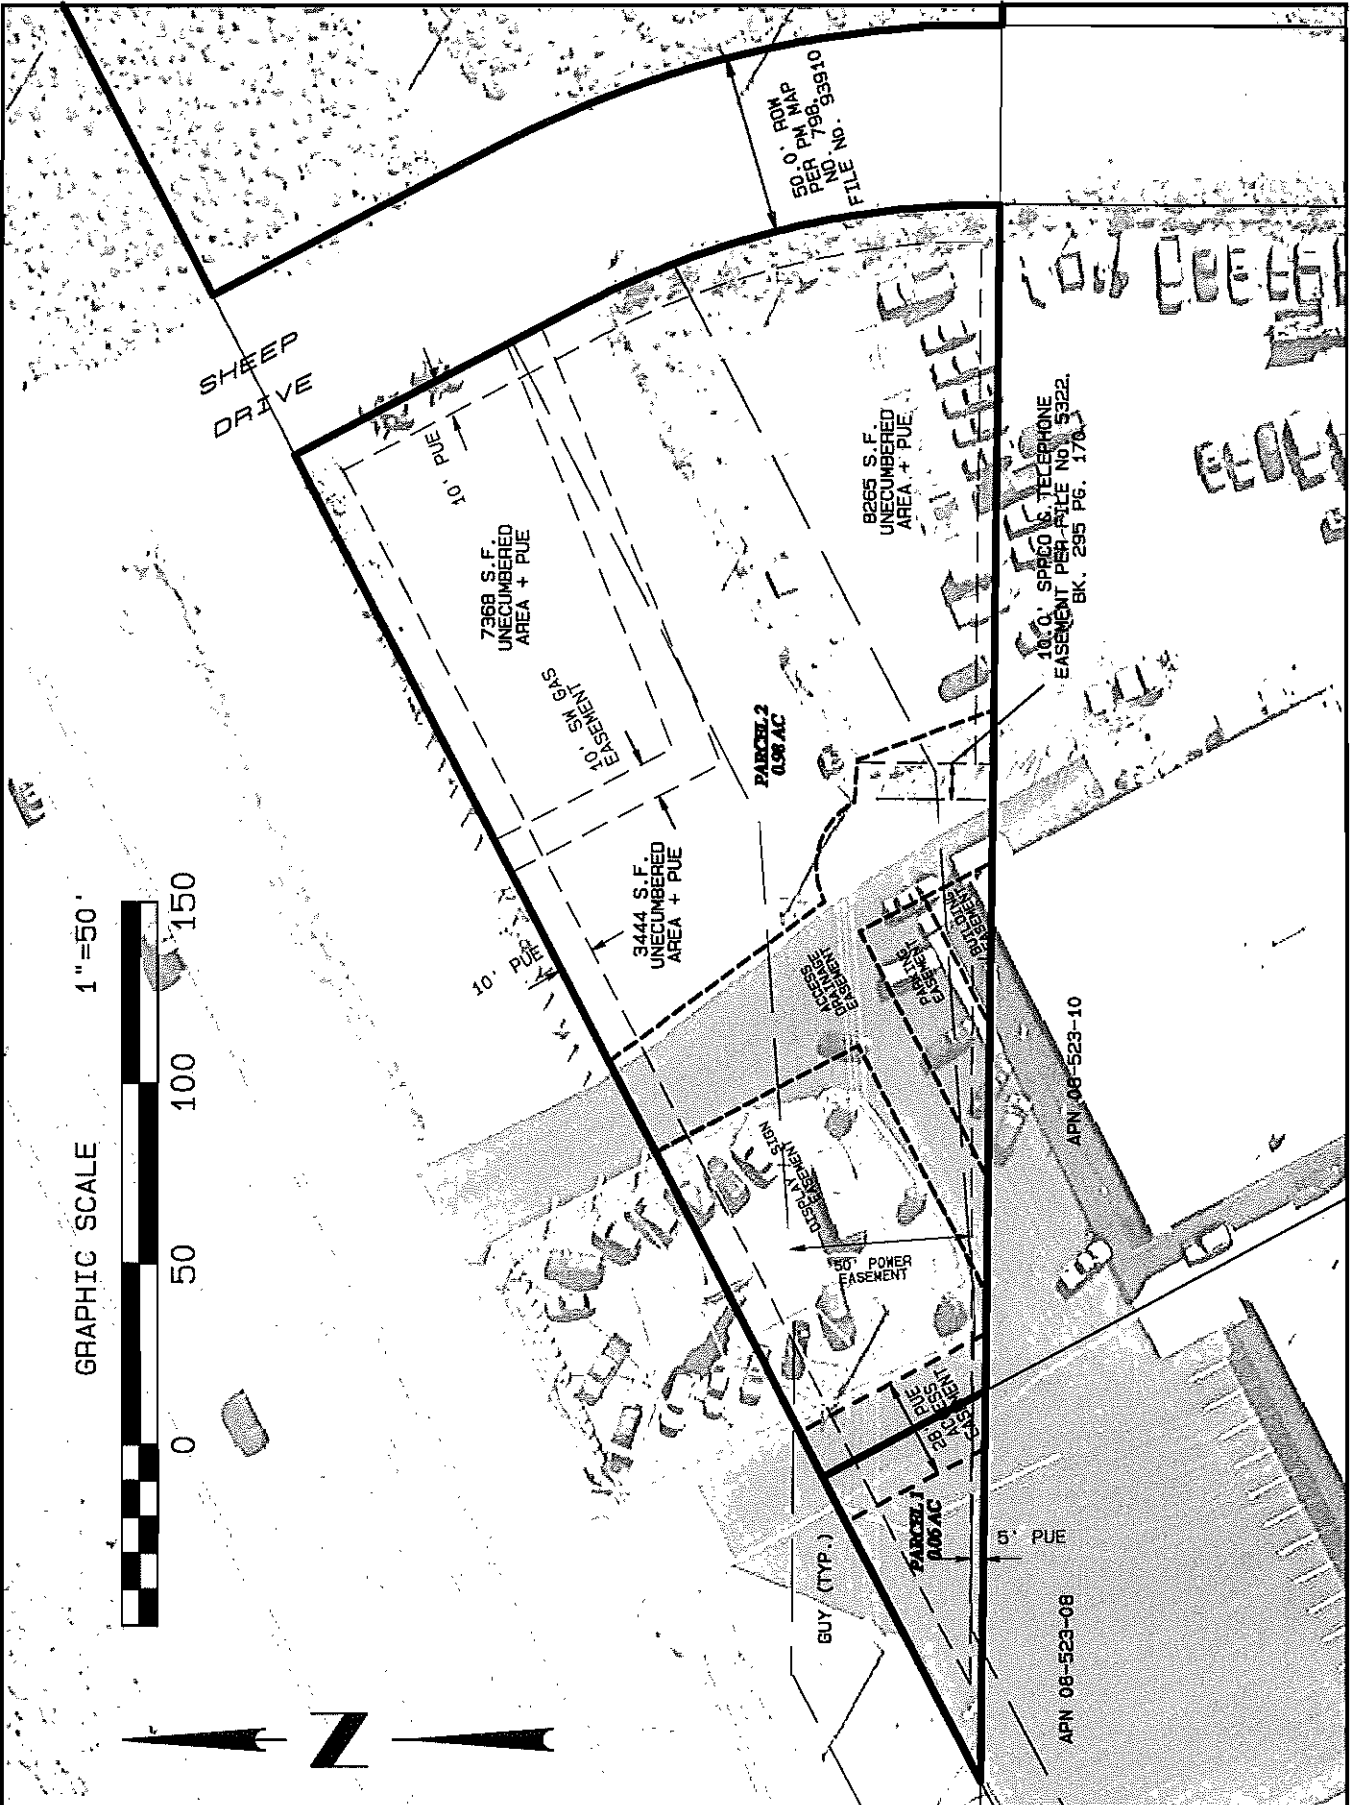 GRAPHIC SCALE
1"=50'
0
50
100
150
N
SHEEP
DRIVE
50.0' ROW
PER PM MAP
NO. 798.
FILE NO. 93910
10' PUE
7368 S.F.
UNECUMBERED
AREA + PUE
10' SW GAS
EASEMENT
8265 S.F.
UNECUMBERED
AREA + PUE
10.0' SPPCO & TELEPHONE
EASEMENT PER FILE No. 5322.
BK. 295 PG. 170.
PARCEL 2
0.98 AC
3444 S.F.
UNECUMBERED
AREA + PUE
10' PUE
ACCESS
DRAINAGE
EASEMENT
PARKING
EASEMENT
BUILDING
EASEMENT
APN 08-523-10
DISPLAY SIGN
EASEMENT
50' POWER
EASEMENT
28' PUE
ACCESS
GAS
PARCEL 1
0.06 AC
GUY (TYP.)
5' PUE
APN 08-523-08